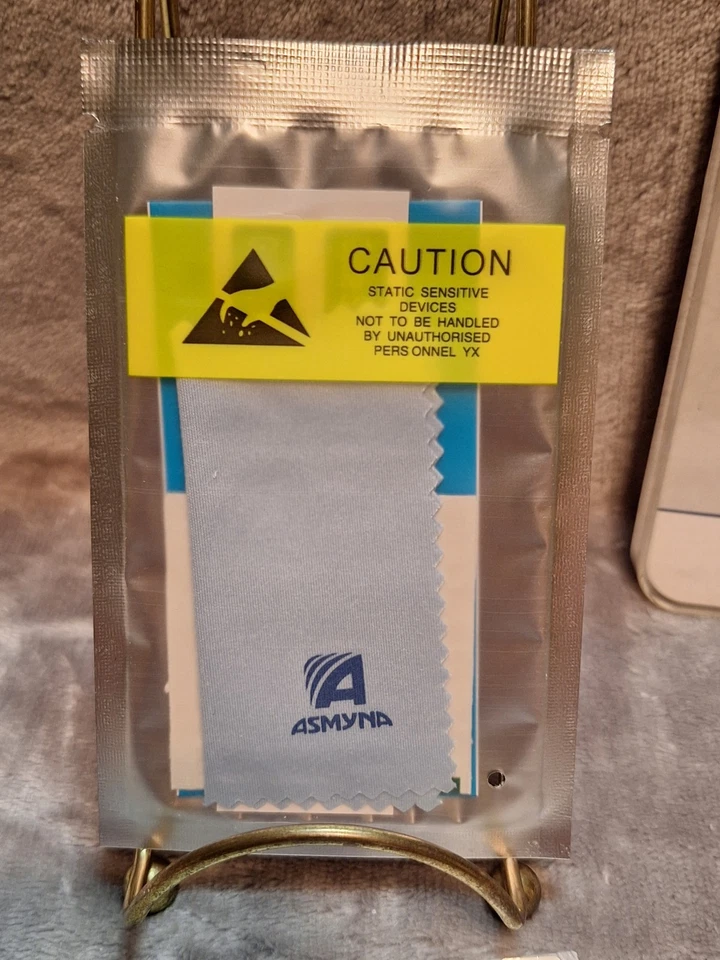 CAUTION
STATIC SENSITIVE
DEVICES
NOT TO BE HANDLED
BY UNAUTHORISED
PERS ONNEL YX
A
ASMYNA